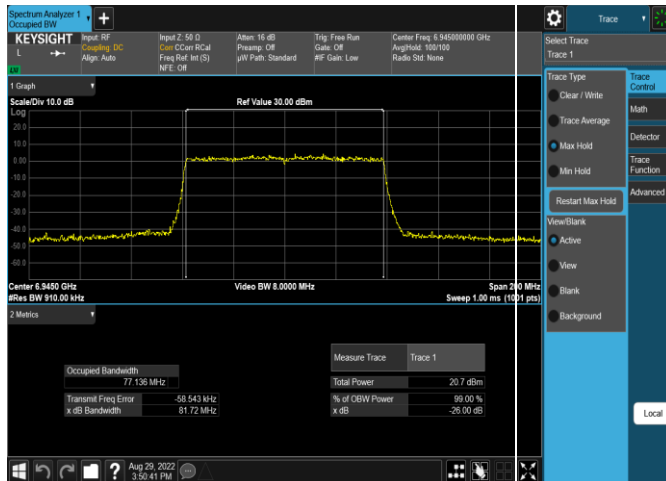 Spectrum Analyzer 1
Occupied BW
+
KEYSIGHT
L
Input: RF
Coupling: DC
Align: Auto
Input Z: 50 Ω
Corr CCorr RCal
Freq Ref: Int (S)
NFE: Off
Atten: 16 dB
Preamp: Off
µW Path: Standard
Trig: Free Run
Gate: Off
#IF Gain: Low
Center Freq: 6.945000000 GHz
Avg|Hold: 100/100
Radio Std: None
1 Graph
Scale/Div 10.0 dB
Ref Value 30.00 dBm
Log
20.0
10.0
0.00
-10.0
-20.0
-30.0
-40.0
-50.0
-60.0
Center 6.9450 GHz
#Res BW 910.00 kHz
Video BW 8.0000 MHz
Span 200 MHz
Sweep 1.00 ms (1001 pts)
2 Metrics
Measure Trace Trace 1
Occupied Bandwidth
77.136 MHz
Total Power 20.7 dBm
Transmit Freq Error -58.543 kHz
% of OBW Power 99.00 %
x dB Bandwidth 81.72 MHz
x dB -26.00 dB
?
Aug 29, 2022
3:50:41 PM
Trace
Select Trace
Trace 1
Trace Type
Clear / Write
Trace Average
Max Hold
Min Hold
Restart Max Hold
View/Blank
Active
View
Blank
Background
Trace
Control
Math
Detector
Trace
Function
Advanced
Local